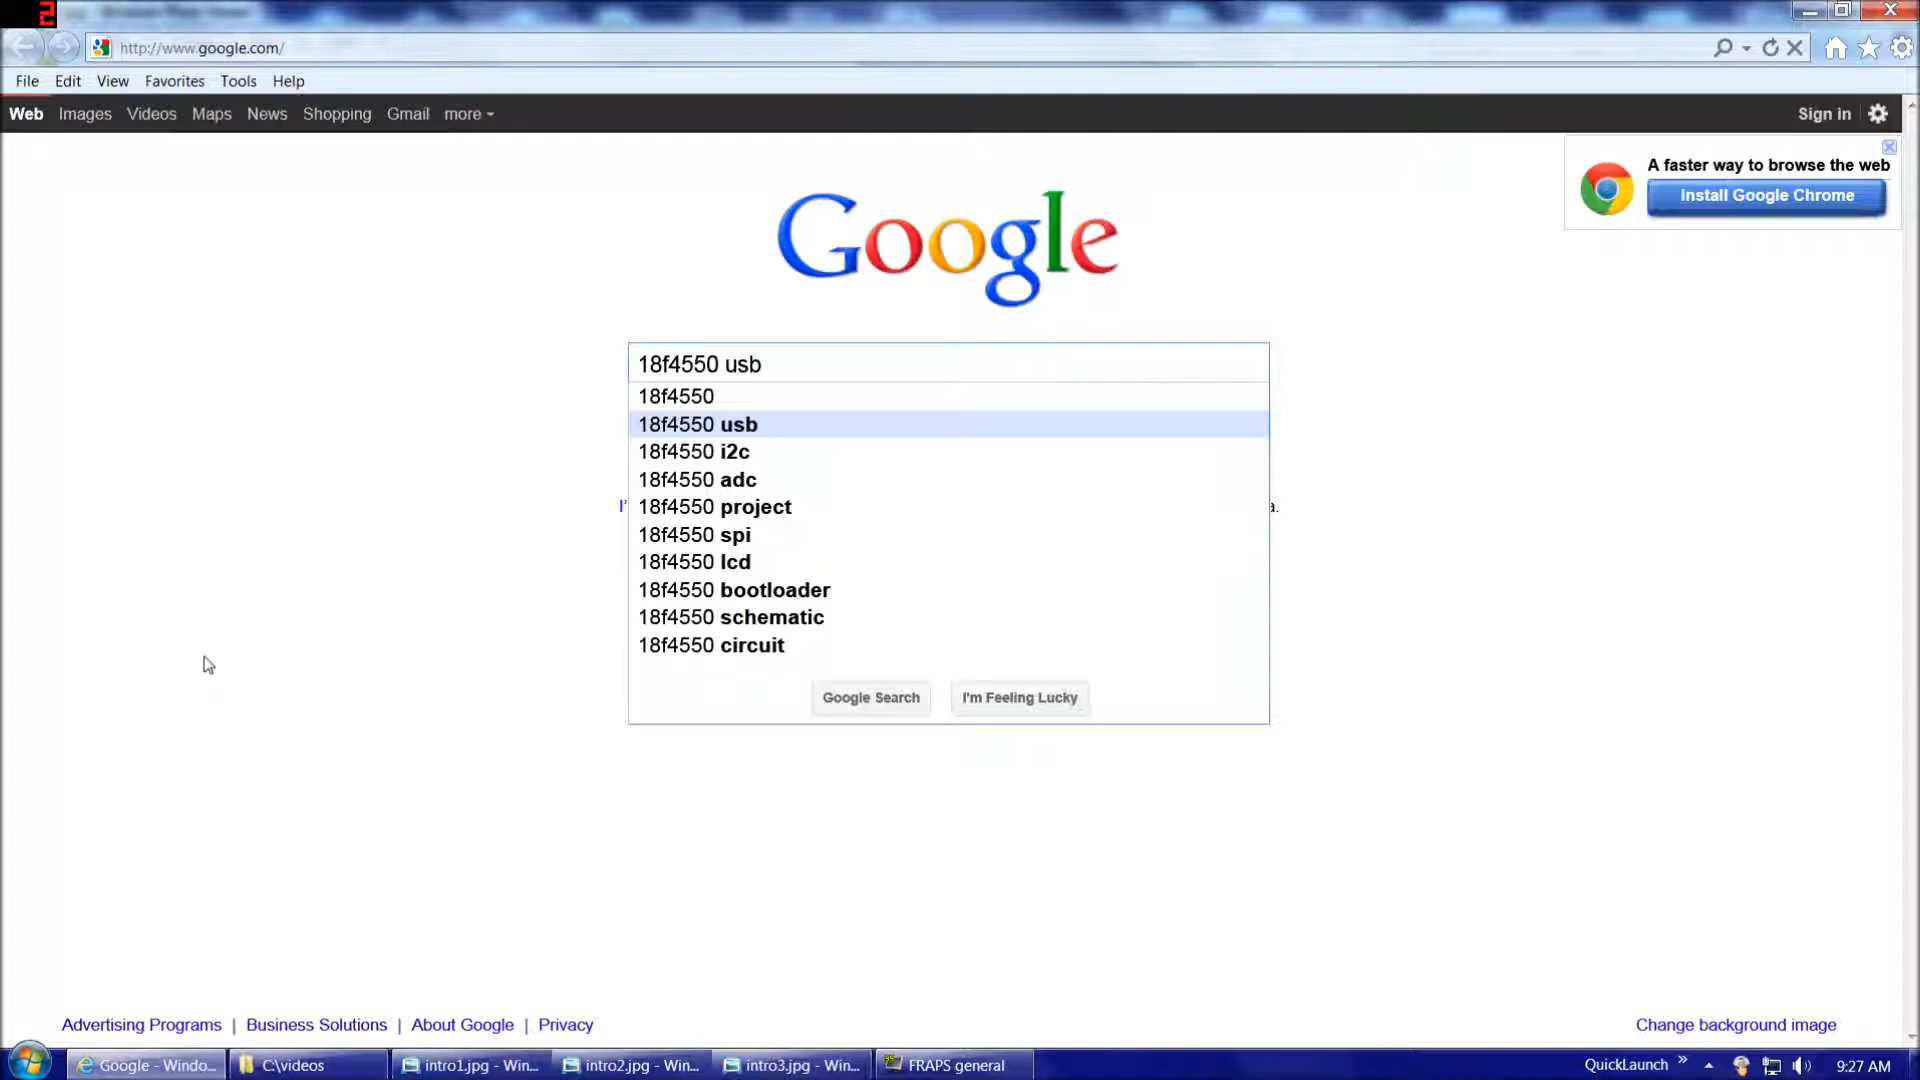 2
http://www.google.com/
File Edit View Favorites Tools Help
Web Images Videos Maps News Shopping Gmail more Sign in
A faster way to browse the web
Install Google Chrome
Google
18f4550 usb
18f4550
18f4550 usb
18f4550 i2c
18f4550 adc
18f4550 project
I' a.
18f4550 spi
18f4550 lcd
18f4550 bootloader
18f4550 schematic
18f4550 circuit
Google Search I'm Feeling Lucky
Advertising Programs | Business Solutions | About Google | Privacy Change background image
Google - Windo... C:\videos intro1.jpg - Win... intro2.jpg - Win... intro3.jpg - Win... FRAPS general QuickLaunch » 9:27 AM